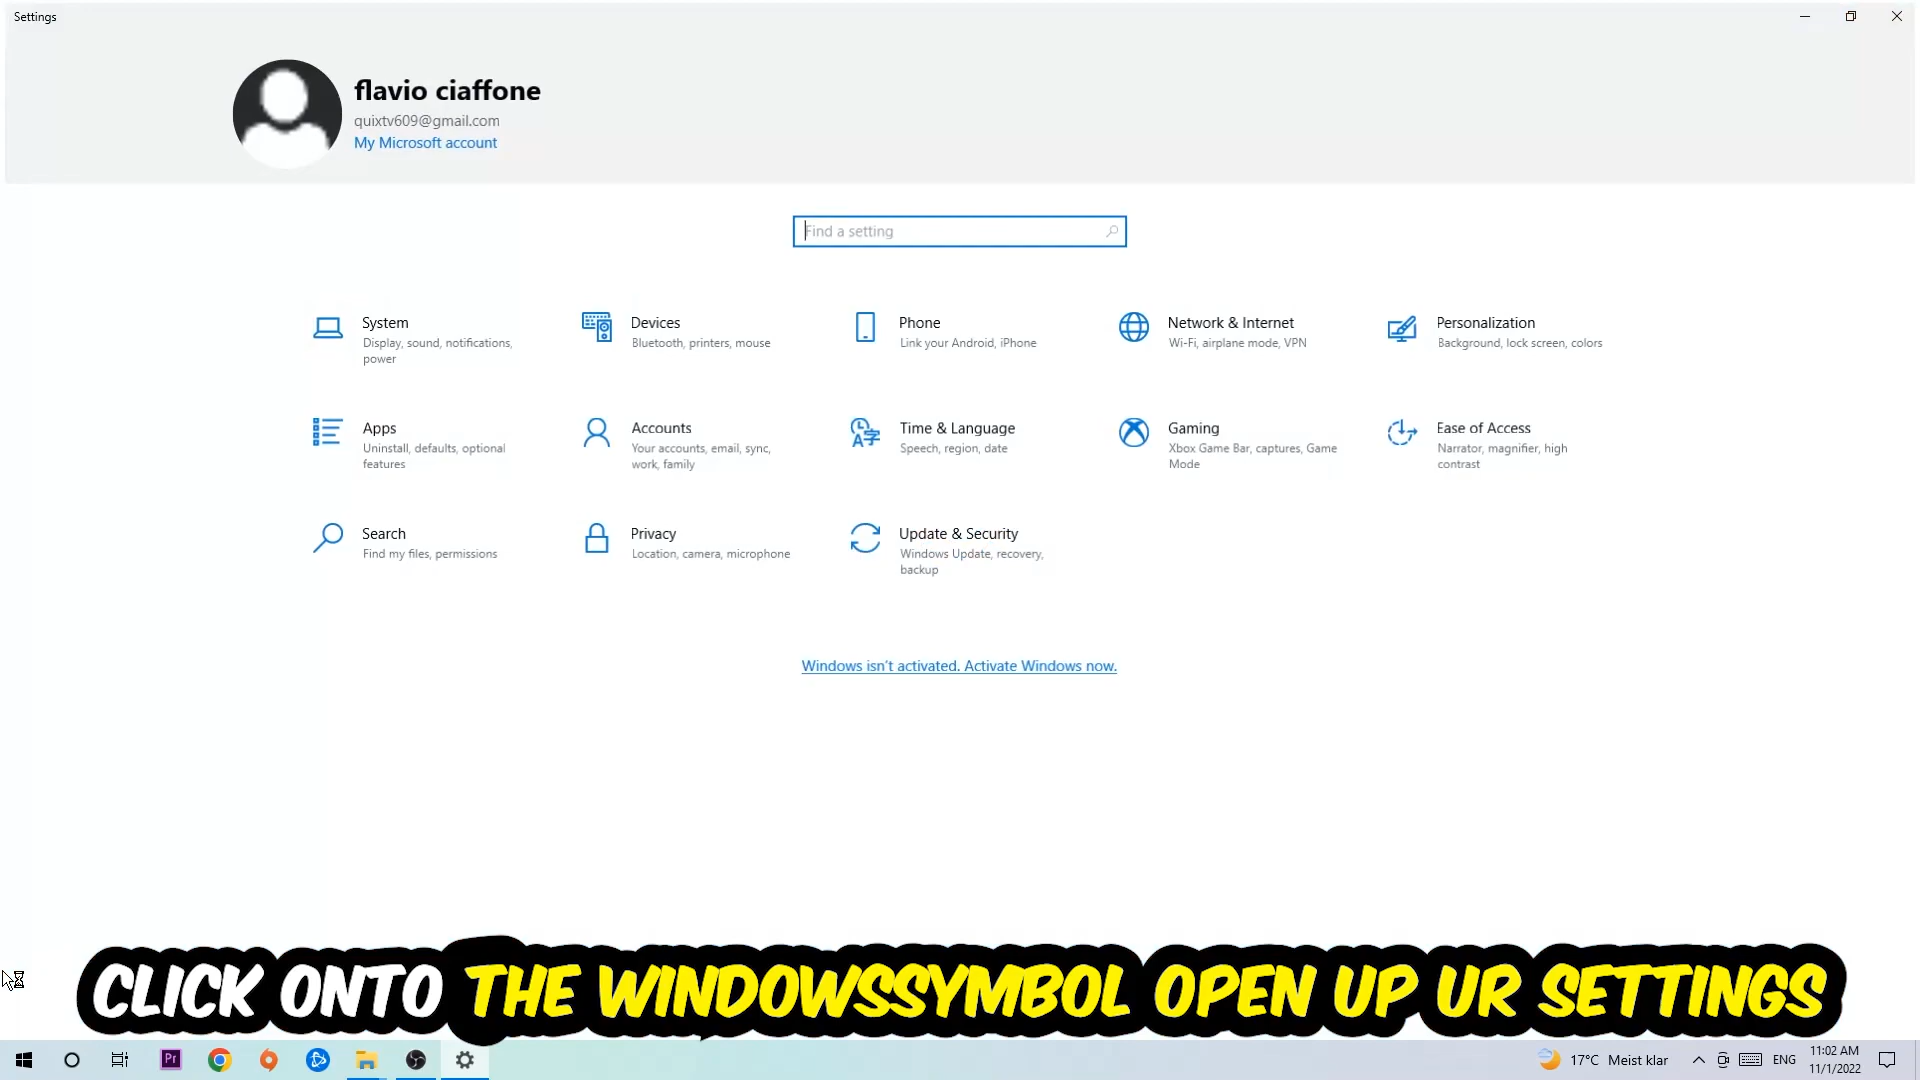 Settings
flavio ciaffone
quixtv609@gmail.com
My Microsoft account
Find a setting
System
Display, sound, notifications,
power
Devices
Bluetooth, printers, mouse
Phone
Link your Android, iPhone
Network & Internet
Wi-Fi, airplane mode, VPN
Personalization
Background, lock screen, colors
Apps
Uninstall, defaults, optional
features
Accounts
Your accounts, email, sync,
work, family
Time & Language
Speech, region, date
Gaming
Xbox Game Bar, captures, Game
Mode
Ease of Access
Narrator, magnifier, high
contrast
Search
Find my files, permissions
Privacy
Location, camera, microphone
Update & Security
Windows Update, recovery,
backup
Windows isn't activated. Activate Windows now.
CLICK ONTO THE WINDOWSSYMBOL OPEN UP UR SETTINGS
Pr
17°C Meist klar
ENG
11:02 AM
11/1/2022